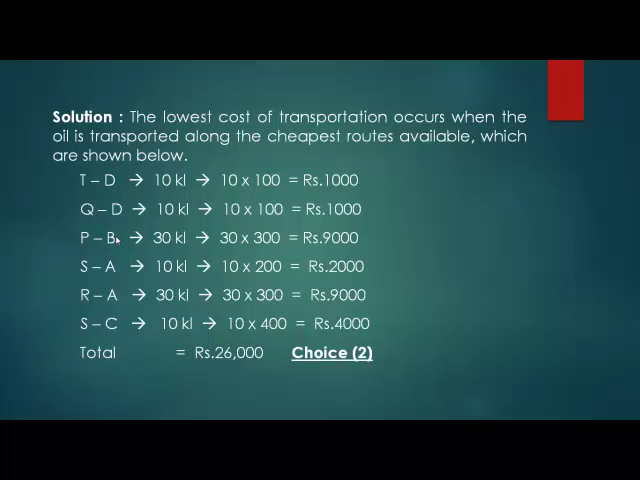 Solution : The lowest cost of transportation occurs when the
oil is transported along the cheapest routes available, which
are shown below.
T – D → 10 kl → 10 x 100 = Rs.1000
Q – D → 10 kl → 10 x 100 = Rs.1000
P – B → 30 kl → 30 x 300 = Rs.9000
S – A → 10 kl → 10 x 200 = Rs.2000
R – A → 30 kl → 30 x 300 = Rs.9000
S – C → 10 kl → 10 x 400 = Rs.4000
Total = Rs.26,000 Choice (2)